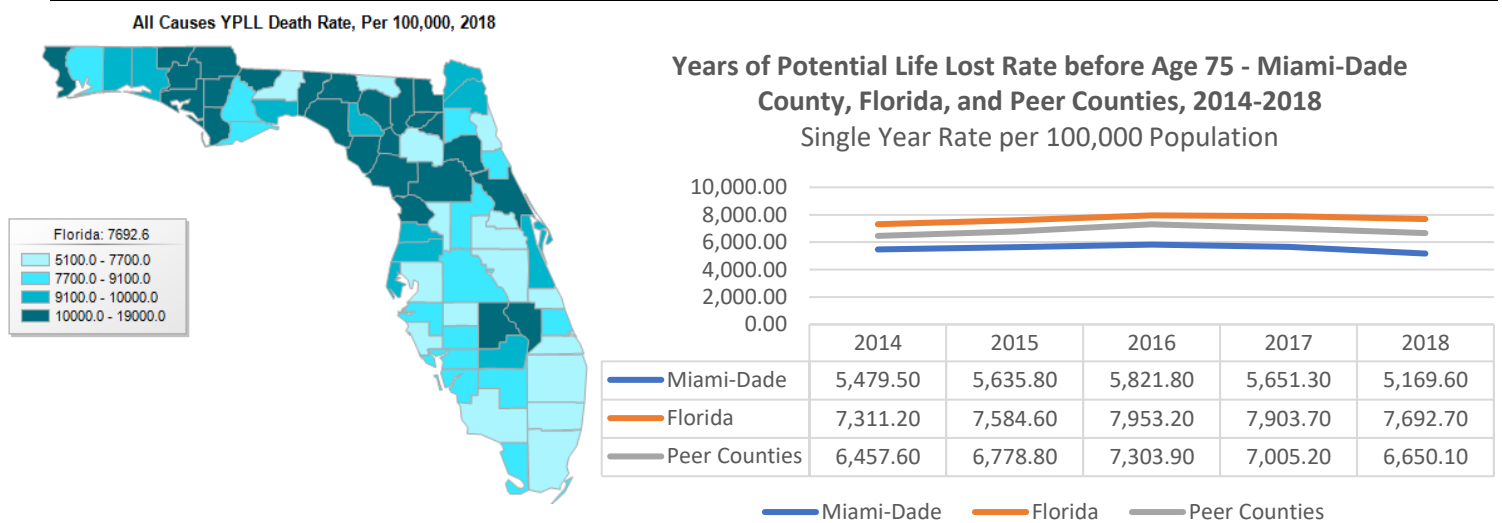 All Causes YPLL Death Rate, Per 100,000, 2018
Florida: 7692.6
5100.0 - 7700.0
7700.0 - 9100.0
9100.0 - 10000.0
10000.0 - 19000.0
Years of Potential Life Lost Rate before Age 75 - Miami-Dade
County, Florida, and Peer Counties, 2014-2018
Single Year Rate per 100,000 Population
10,000.00
8,000.00
6,000.00
4,000.00
2,000.00
0.00
2014 2015 2016 2017 2018
Miami-Dade 5,479.50 5,635.80 5,821.80 5,651.30 5,169.60
Florida 7,311.20 7,584.60 7,953.20 7,903.70 7,692.70
Peer Counties 6,457.60 6,778.80 7,303.90 7,005.20 6,650.10
Miami-Dade Florida Peer Counties